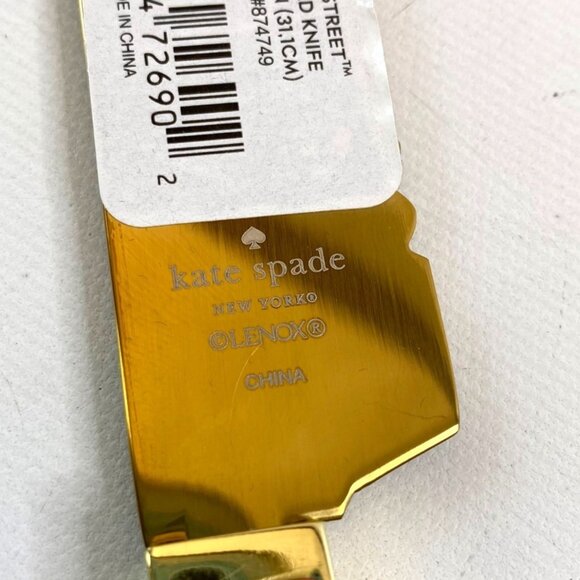 STREET™
D KNIFE
(31.1CM)
#874749
E IN CHINA
4 72690 2
kate spade
NEW YORK®
©LENOX®
CHINA